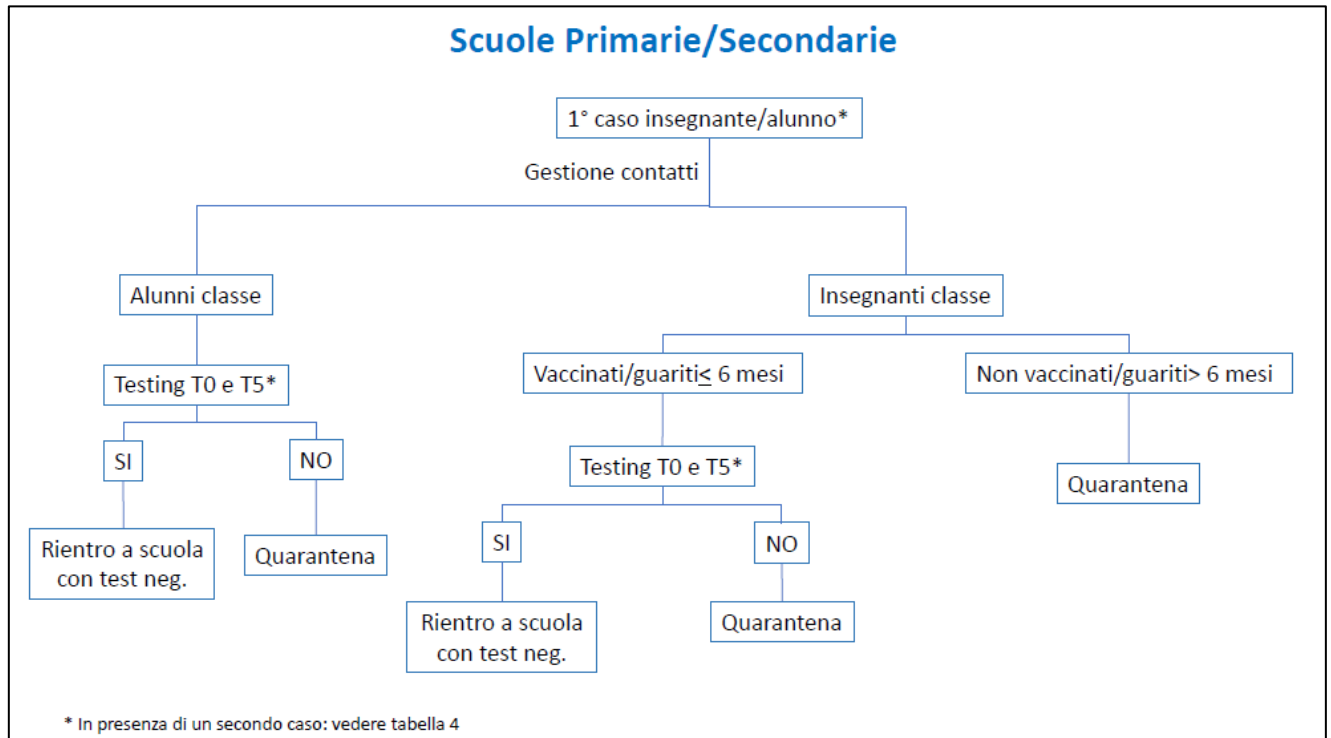 Scuole Primarie/Secondarie
1° caso insegnante/alunno*
Gestione contatti
Alunni classe
Insegnanti classe
Testing T0 e T5*
Vaccinati/guariti≤ 6 mesi
Non vaccinati/guariti> 6 mesi
SI
NO
Testing T0 e T5*
Quarantena
Rientro a scuola
con test neg.
Quarantena
SI
NO
Rientro a scuola
con test neg.
Quarantena
* In presenza di un secondo caso: vedere tabella 4